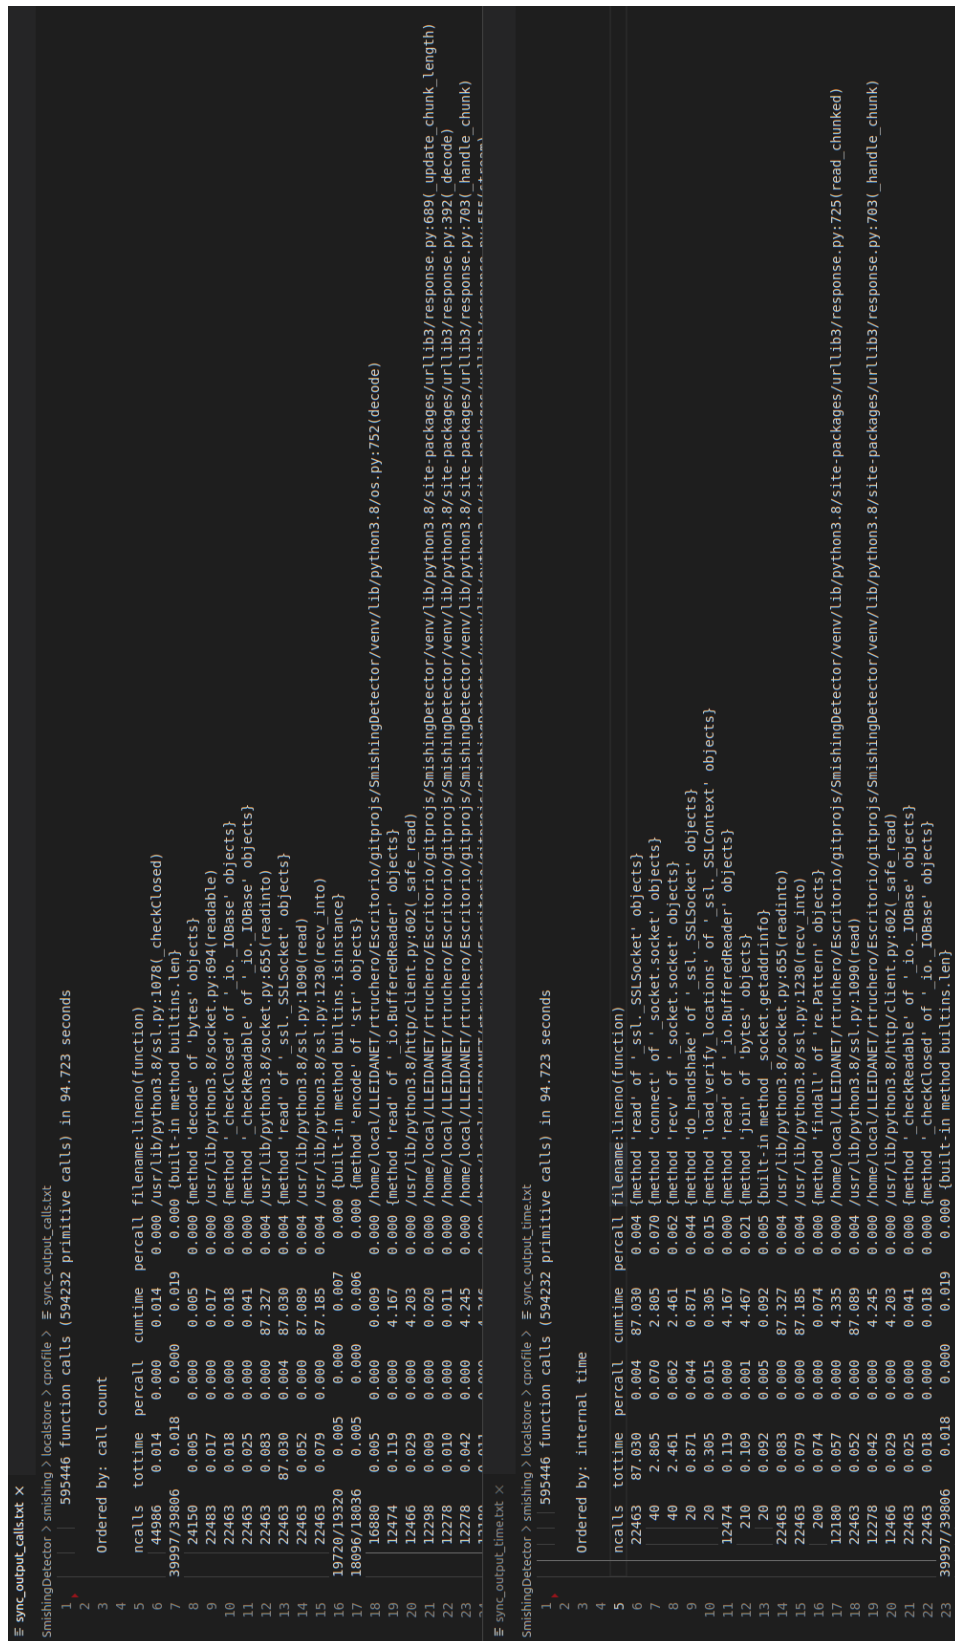 sync_output_calls.txt ×
SmishingDetector > smishing > localstore > cprofile > sync_output_calls.txt
1 595446 function calls (594232 primitive calls) in 94.723 seconds
2
3 Ordered by: call count
4
5 ncalls tottime percall cumtime percall filename:lineno(function)
6 44986 0.014 0.000 0.014 0.000 /usr/lib/python3.8/ssl.py:1078(_checkClosed)
7 39997/39806 0.018 0.000 0.019 0.000 {built-in method builtins.len}
8 24150 0.005 0.000 0.005 0.000 {method 'decode' of 'bytes' objects}
9 22483 0.017 0.000 0.017 0.000 /usr/lib/python3.8/socket.py:694(readable)
10 22463 0.018 0.000 0.018 0.000 {method '_checkClosed' of '_io._IOBase' objects}
11 22463 0.025 0.000 0.041 0.000 {method '_checkReadable' of '_io._IOBase' objects}
12 22463 0.083 0.000 87.327 0.004 /usr/lib/python3.8/socket.py:655(readinto)
13 22463 87.030 0.004 87.030 0.004 {method 'read' of '_ssl._SSLSocket' objects}
14 22463 0.052 0.000 87.089 0.004 /usr/lib/python3.8/ssl.py:1090(read)
15 22463 0.079 0.000 87.185 0.004 /usr/lib/python3.8/ssl.py:1230(recv_into)
16 19720/19320 0.005 0.000 0.007 0.000 {built-in method builtins.isinstance}
17 18096/18036 0.005 0.000 0.006 0.000 {method 'encode' of 'str' objects}
18 16880 0.005 0.000 0.009 0.000 /home/local/LLEIDANET/rtruchero/Escritorio/gitprojs/SmishingDetector/venv/lib/python3.8/os.py:752(decode)
19 12474 0.119 0.000 4.167 0.000 {method 'read' of '_io.BufferedReader' objects}
20 12466 0.029 0.000 4.203 0.000 /usr/lib/python3.8/http/client.py:602(_safe_read)
21 12298 0.009 0.000 0.020 0.000 /home/local/LLEIDANET/rtruchero/Escritorio/gitprojs/SmishingDetector/venv/lib/python3.8/site-packages/urllib3/response.py:689(_update_chunk_length)
22 12278 0.010 0.000 0.011 0.000 /home/local/LLEIDANET/rtruchero/Escritorio/gitprojs/SmishingDetector/venv/lib/python3.8/site-packages/urllib3/response.py:392(_decode)
23 12278 0.042 0.000 4.245 0.000 /home/local/LLEIDANET/rtruchero/Escritorio/gitprojs/SmishingDetector/venv/lib/python3.8/site-packages/urllib3/response.py:703(_handle_chunk)
sync_output_time.txt ×
SmishingDetector > smishing > localstore > cprofile > sync_output_time.txt
1 595446 function calls (594232 primitive calls) in 94.723 seconds
2
3 Ordered by: internal time
4
5 ncalls tottime percall cumtime percall filename:lineno(function)
6 22463 87.030 0.004 87.030 0.004 {method 'read' of '_ssl._SSLSocket' objects}
7 40 2.805 0.070 2.805 0.070 {method 'connect' of '_socket.socket' objects}
8 40 2.461 0.062 2.461 0.062 {method 'recv' of '_socket.socket' objects}
9 20 0.871 0.044 0.871 0.044 {method 'do_handshake' of '_ssl._SSLSocket' objects}
10 20 0.305 0.015 0.305 0.015 {method 'load_verify_locations' of '_ssl._SSLContext' objects}
11 12474 0.119 0.000 4.167 0.000 {method 'read' of '_io.BufferedReader' objects}
12 210 0.109 0.001 4.467 0.021 {method 'join' of 'bytes' objects}
13 20 0.092 0.005 0.092 0.005 {built-in method _socket.getaddrinfo}
14 22463 0.083 0.000 87.327 0.004 /usr/lib/python3.8/socket.py:655(readinto)
15 22463 0.079 0.000 87.185 0.004 /usr/lib/python3.8/ssl.py:1230(recv_into)
16 200 0.074 0.000 0.074 0.000 {method 'findall' of 're.Pattern' objects}
17 12180 0.057 0.000 4.335 0.000 /home/local/LLEIDANET/rtruchero/Escritorio/gitprojs/SmishingDetector/venv/lib/python3.8/site-packages/urllib3/response.py:725(read_chunked)
18 22463 0.052 0.000 87.089 0.004 /usr/lib/python3.8/ssl.py:1090(read)
19 12278 0.042 0.000 4.245 0.000 /home/local/LLEIDANET/rtruchero/Escritorio/gitprojs/SmishingDetector/venv/lib/python3.8/site-packages/urllib3/response.py:703(_handle_chunk)
20 12466 0.029 0.000 4.203 0.000 /usr/lib/python3.8/http/client.py:602(_safe_read)
21 22463 0.025 0.000 0.041 0.000 {method '_checkReadable' of '_io._IOBase' objects}
22 22463 0.018 0.000 0.018 0.000 {method '_checkClosed' of '_io._IOBase' objects}
23 39997/39806 0.018 0.000 0.019 0.000 {built-in method builtins.len}